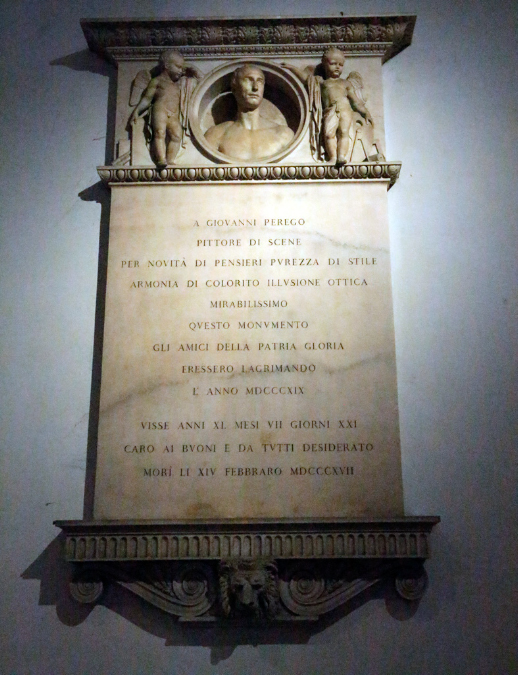 A GIOVANNI PEREGO
PITTORE DI SCENE
PER NOVITÀ DI PENSIERI PVREZZA DI STILE
ARMONIA DI COLORITO ILLVSIONE OTTICA
MIRABILISSIMO
QVESTO MONVMENTO
GLI AMICI DELLA PATRIA GLORIA
ERESSERO LAGRIMANDO
L' ANNO MDCCCXIX
VISSE ANNI XL MESI VII GIORNI XXI
CARO AI BVONI E DA TVTTI DESIDERATO
MORÌ LI XIV FEBBRARO MDCCCXVII